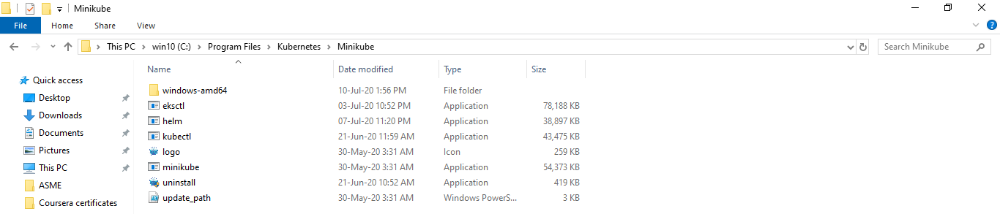 Minikube
File Home Share View
This PC win10 (C:) Program Files Kubernetes Minikube Search Minikube
Name Date modified Type Size
Quick access
Desktop
Downloads
Documents
Pictures
This PC
ASME
Coursera certificates
windows-amd64 10-Jul-20 1:56 PM File folder
eksctl 03-Jul-20 10:52 PM Application 78,188 KB
helm 07-Jul-20 11:20 PM Application 38,897 KB
kubectl 21-Jun-20 11:59 AM Application 43,475 KB
logo 30-May-20 3:31 AM Icon 259 KB
minikube 30-May-20 3:31 AM Application 54,373 KB
uninstall 21-Jun-20 10:52 AM Application 419 KB
update_path 30-May-20 3:31 AM Windows PowerS... 3 KB